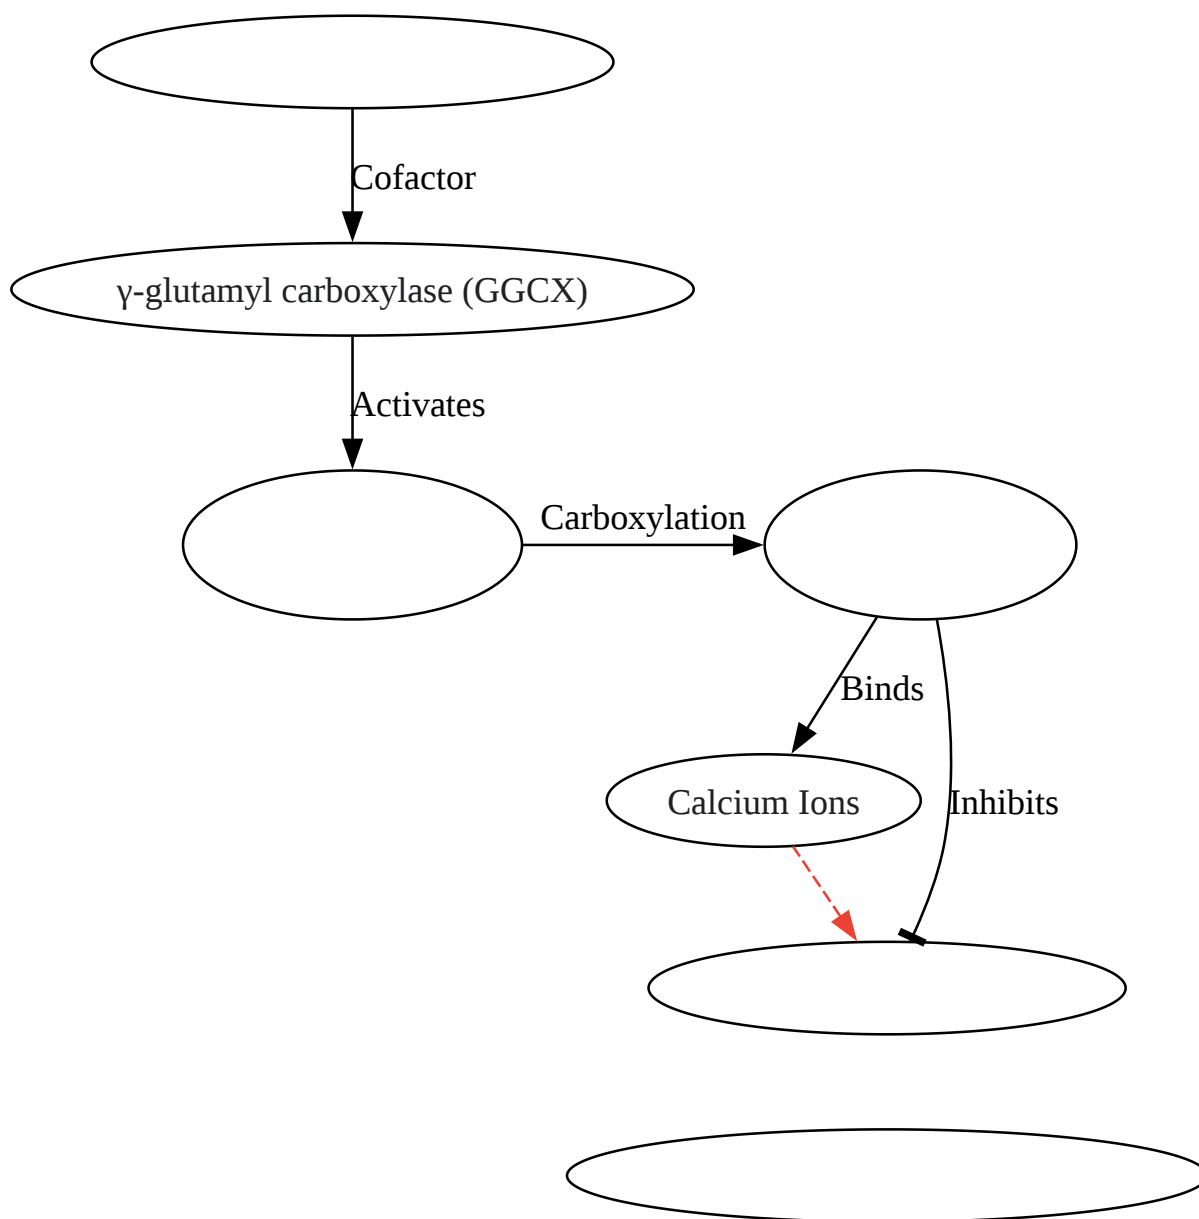 Cofactor
γ-glutamyl carboxylase (GGCX)
Activates
Carboxylation
Binds
Calcium Ions
Inhibits